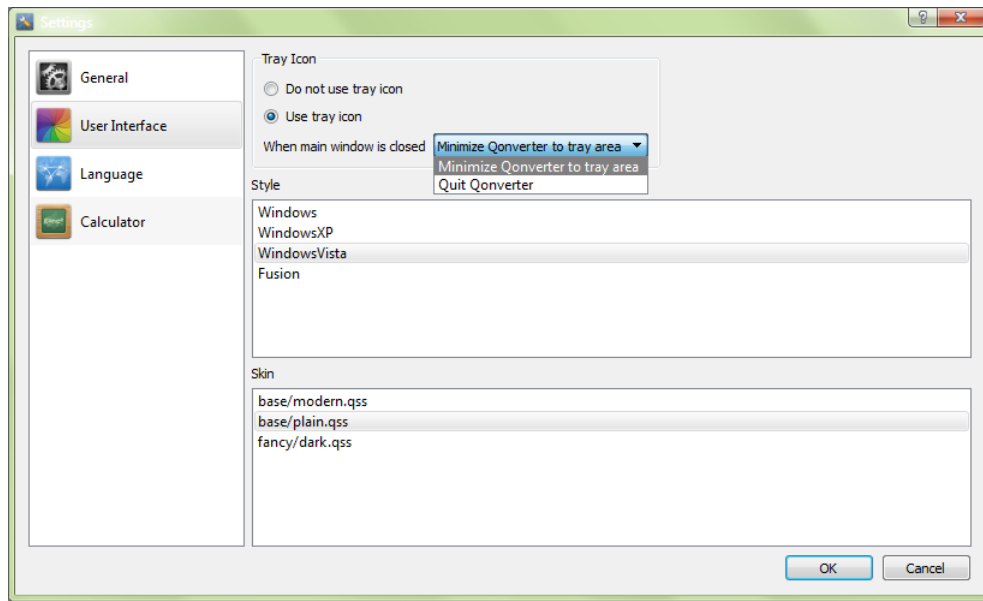 Settings
General
User Interface
Language
Calculator
Tray Icon
Do not use tray icon
Use tray icon
When main window is closed Minimize Qonverter to tray area
Minimize Qonverter to tray area
Quit Qonverter
Style
Windows
WindowsXP
WindowsVista
Fusion
Skin
base/modern.qss
base/plain.qss
fancy/dark.qss
OK Cancel